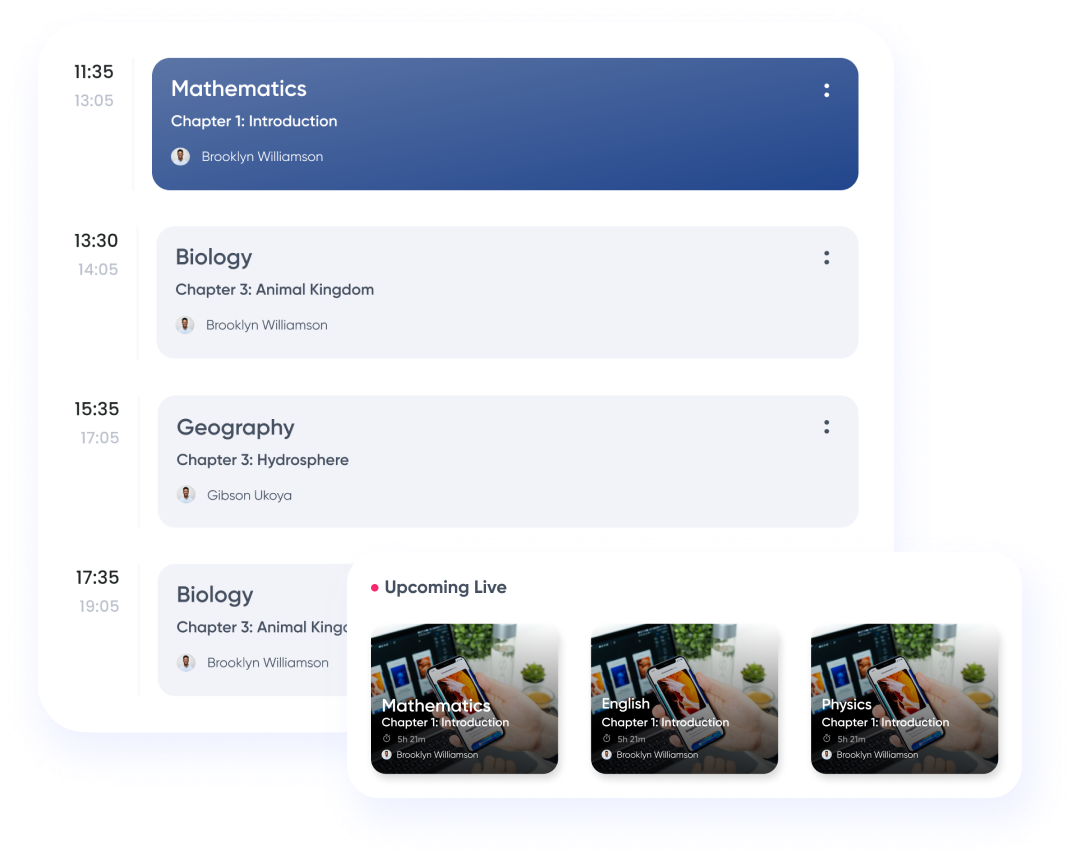 11:35
13:05
Mathematics
Chapter 1: Introduction
Brooklyn Williamson
13:30
14:05
Biology
Chapter 3: Animal Kingdom
Brooklyn Williamson
15:35
17:05
Geography
Chapter 3: Hydrosphere
Gibson Ukoya
17:35
19:05
Biology
Chapter 3: Animal Kingd
Brooklyn Williamson
Upcoming Live
Mathematics
Chapter 1: Introduction
5h 21m
Brooklyn Williamson
English
Chapter 1: Introduction
5h 21m
Brooklyn Williamson
Physics
Chapter 1: Introduction
5h 21m
Brooklyn Williamson